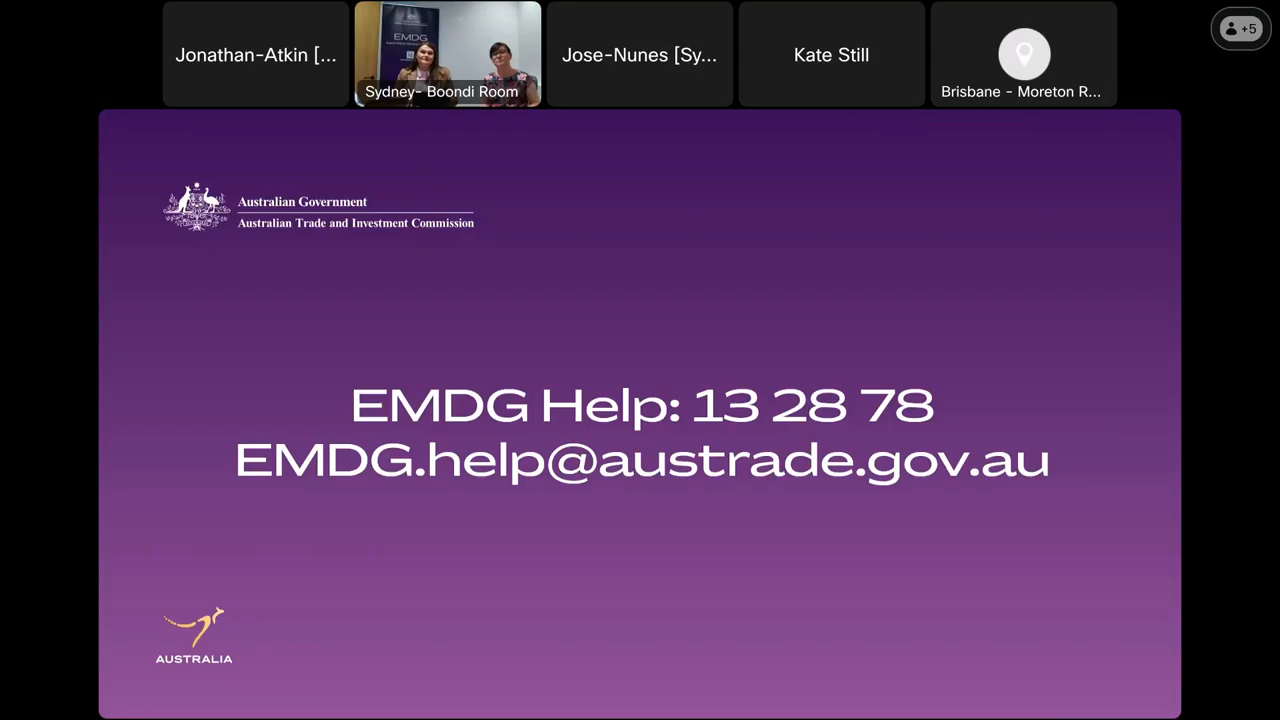 Jonathan-Atkin [...
EMDG
Sydney- Boondi Room
Jose-Nunes [Sy...
Kate Still
Brisbane - Moreton R...
+5
Australian Government
Australian Trade and Investment Commission
EMDG Help: 13 28 78
EMDG.help@austrade.gov.au
AUSTRALIA